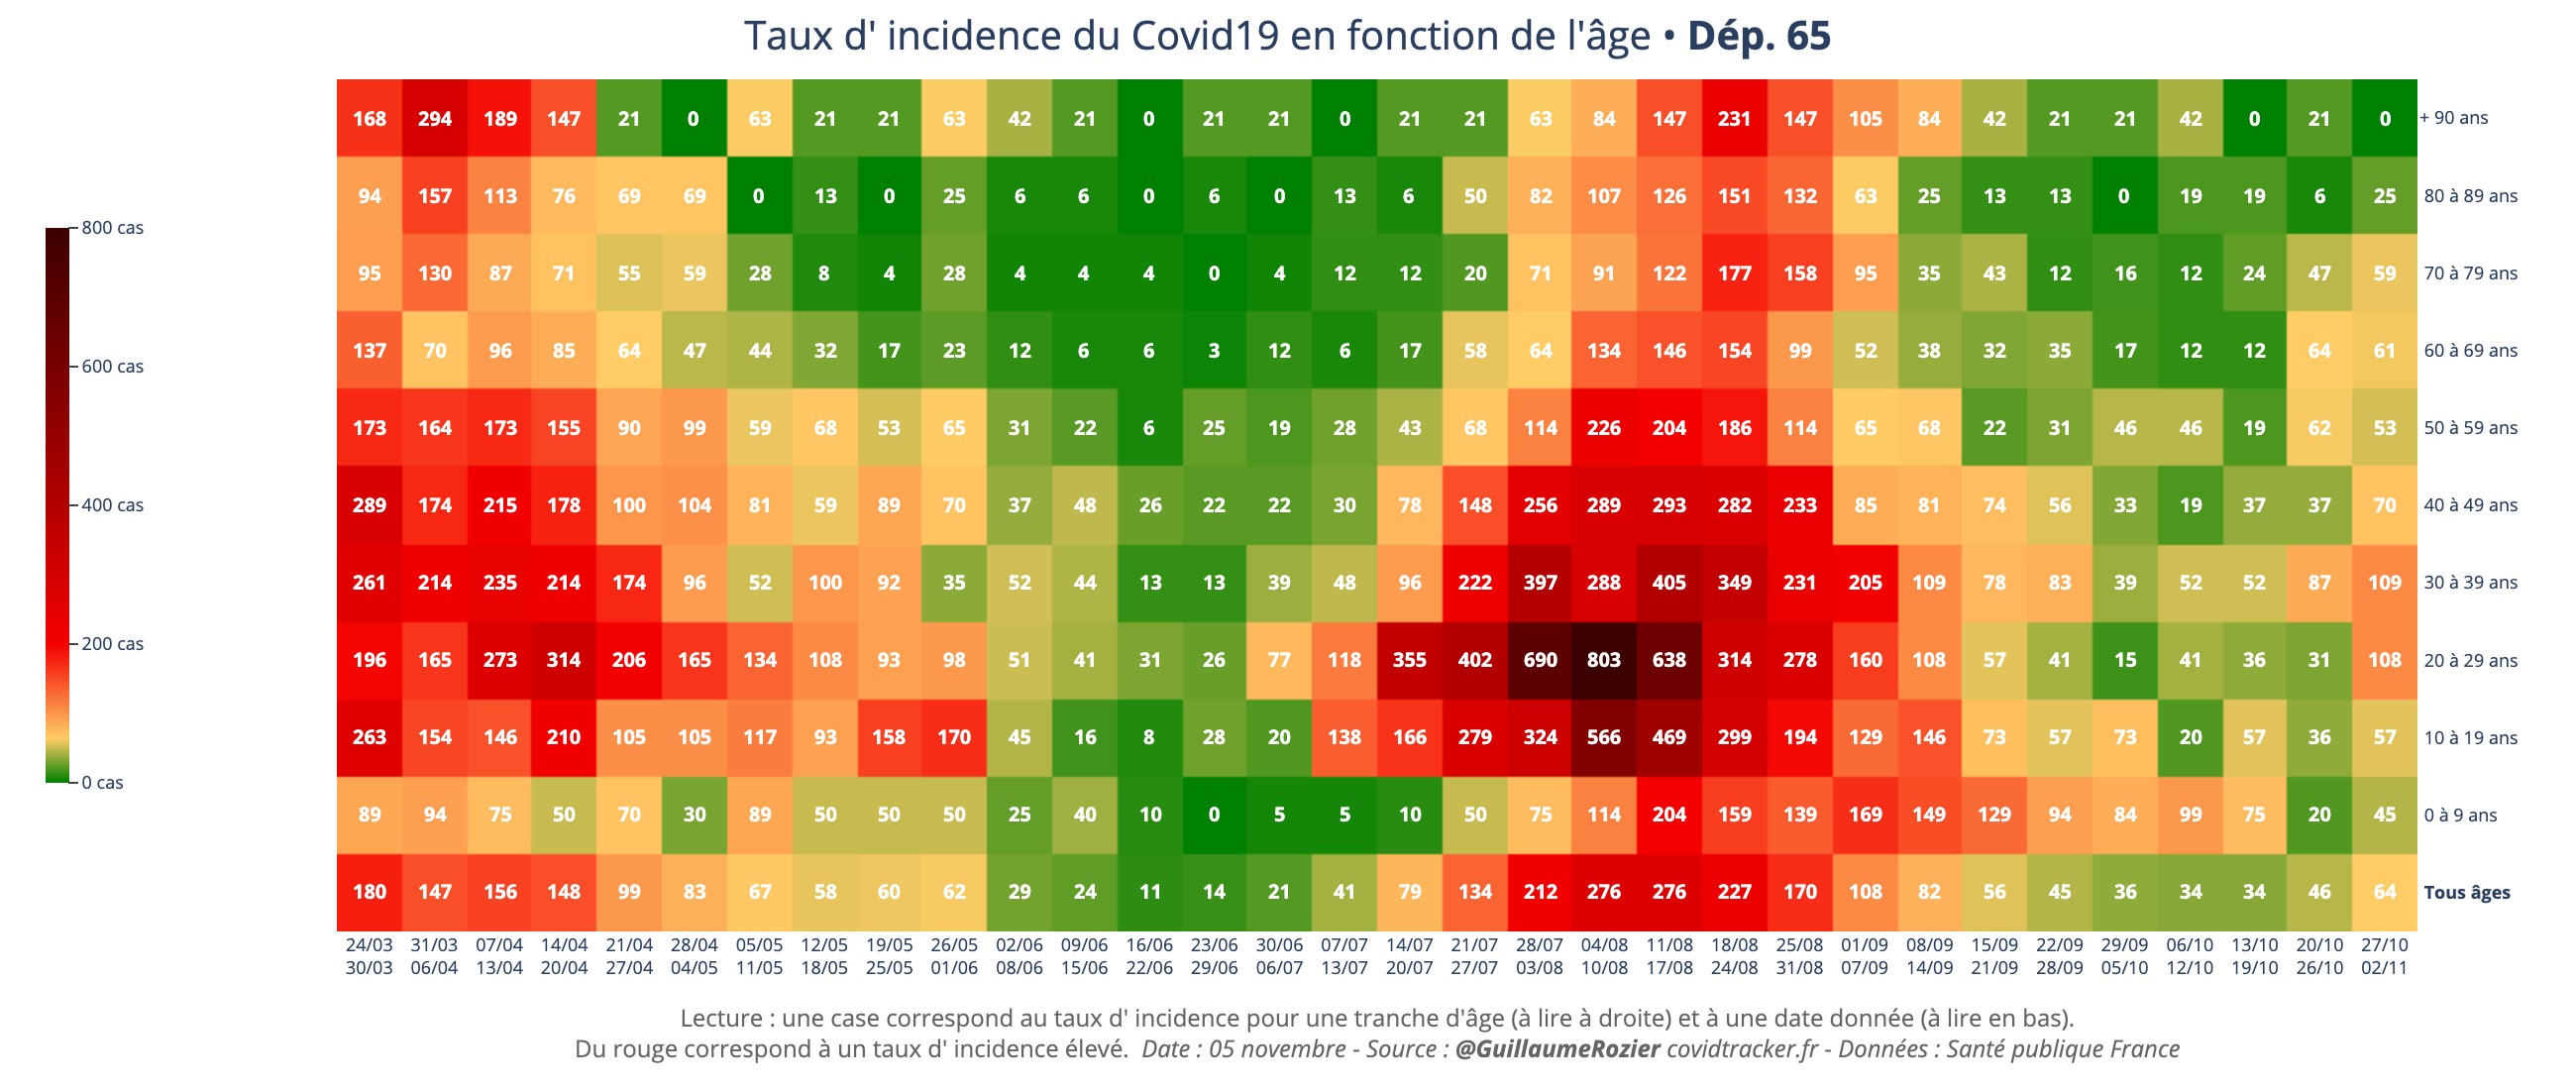 Taux d' incidence du Covid19 en fonction de l'âge • Dép. 65
168 294 189 147 21 0 63 21 21 63 42 21 0 21 21 0 21 21 63 84 147 231 147 105 84 42 21 21 42 0 21 0 + 90 ans
94 157 113 76 69 69 0 13 0 25 6 6 0 6 0 13 6 50 82 107 126 151 132 63 25 13 13 0 19 19 6 25 80 à 89 ans
800 cas
95 130 87 71 55 59 28 8 4 28 4 4 4 0 4 12 12 20 71 91 122 177 158 95 35 43 12 16 12 24 47 59 70 à 79 ans
137 70 96 85 64 47 44 32 17 23 12 6 6 3 12 6 17 58 64 134 146 154 99 52 38 32 35 17 12 12 64 61 60 à 69 ans
600 cas
173 164 173 155 90 99 59 68 53 65 31 22 6 25 19 28 43 68 114 226 204 186 114 65 68 22 31 46 46 19 62 53 50 à 59 ans
289 174 215 178 100 104 81 59 89 70 37 48 26 22 22 30 78 148 256 289 293 282 233 85 81 74 56 33 19 37 37 70 40 à 49 ans
400 cas
261 214 235 214 174 96 52 100 92 35 52 44 13 13 39 48 96 222 397 288 405 349 231 205 109 78 83 39 52 52 87 109 30 à 39 ans
200 cas
196 165 273 314 206 165 134 108 93 98 51 41 31 26 77 118 355 402 690 803 638 314 278 160 108 57 41 15 41 36 31 108 20 à 29 ans
263 154 146 210 105 105 117 93 158 170 45 16 8 28 20 138 166 279 324 566 469 299 194 129 146 73 57 73 20 57 36 57 10 à 19 ans
0 cas
89 94 75 50 70 30 89 50 50 50 25 40 10 0 5 5 10 50 75 114 204 159 139 169 149 129 94 84 99 75 20 45 0 à 9 ans
180 147 156 148 99 83 67 58 60 62 29 24 11 14 21 41 79 134 212 276 276 227 170 108 82 56 45 36 34 34 46 64 Tous âges
24/03 31/03 07/04 14/04 21/04 28/04 05/05 12/05 19/05 26/05 02/06 09/06 16/06 23/06 30/06 07/07 14/07 21/07 28/07 04/08 11/08 18/08 25/08 01/09 08/09 15/09 22/09 29/09 06/10 13/10 20/10 27/10
30/03 06/04 13/04 20/04 27/04 04/05 11/05 18/05 25/05 01/06 08/06 15/06 22/06 29/06 06/07 13/07 20/07 27/07 03/08 10/08 17/08 24/08 31/08 07/09 14/09 21/09 28/09 05/10 12/10 19/10 26/10 02/11
Lecture : une case correspond au taux d' incidence pour une tranche d'âge (à lire à droite) et à une date donnée (à lire en bas).
Du rouge correspond à un taux d' incidence élevé. Date : 05 novembre - Source : @GuillaumeRozier covidtracker.fr - Données : Santé publique France